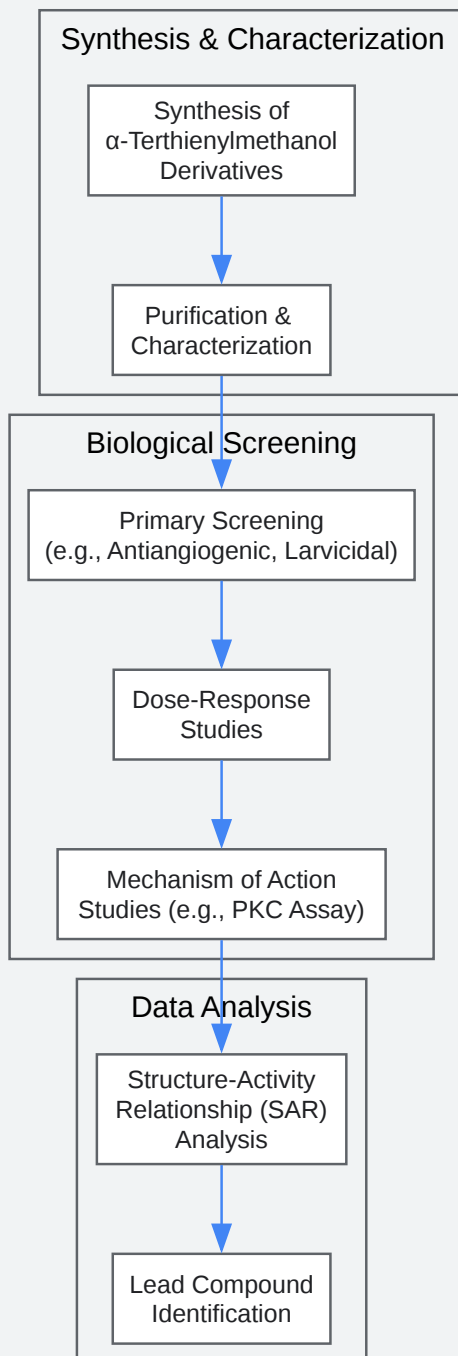 Synthesis & Characterization
Synthesis of
α-Terthienylmethanol
Derivatives
Purification &
Characterization
Biological Screening
Primary Screening
(e.g., Antiangiogenic, Larvicidal)
Dose-Response
Studies
Mechanism of Action
Studies (e.g., PKC Assay)
Data Analysis
Structure-Activity
Relationship (SAR)
Analysis
Lead Compound
Identification